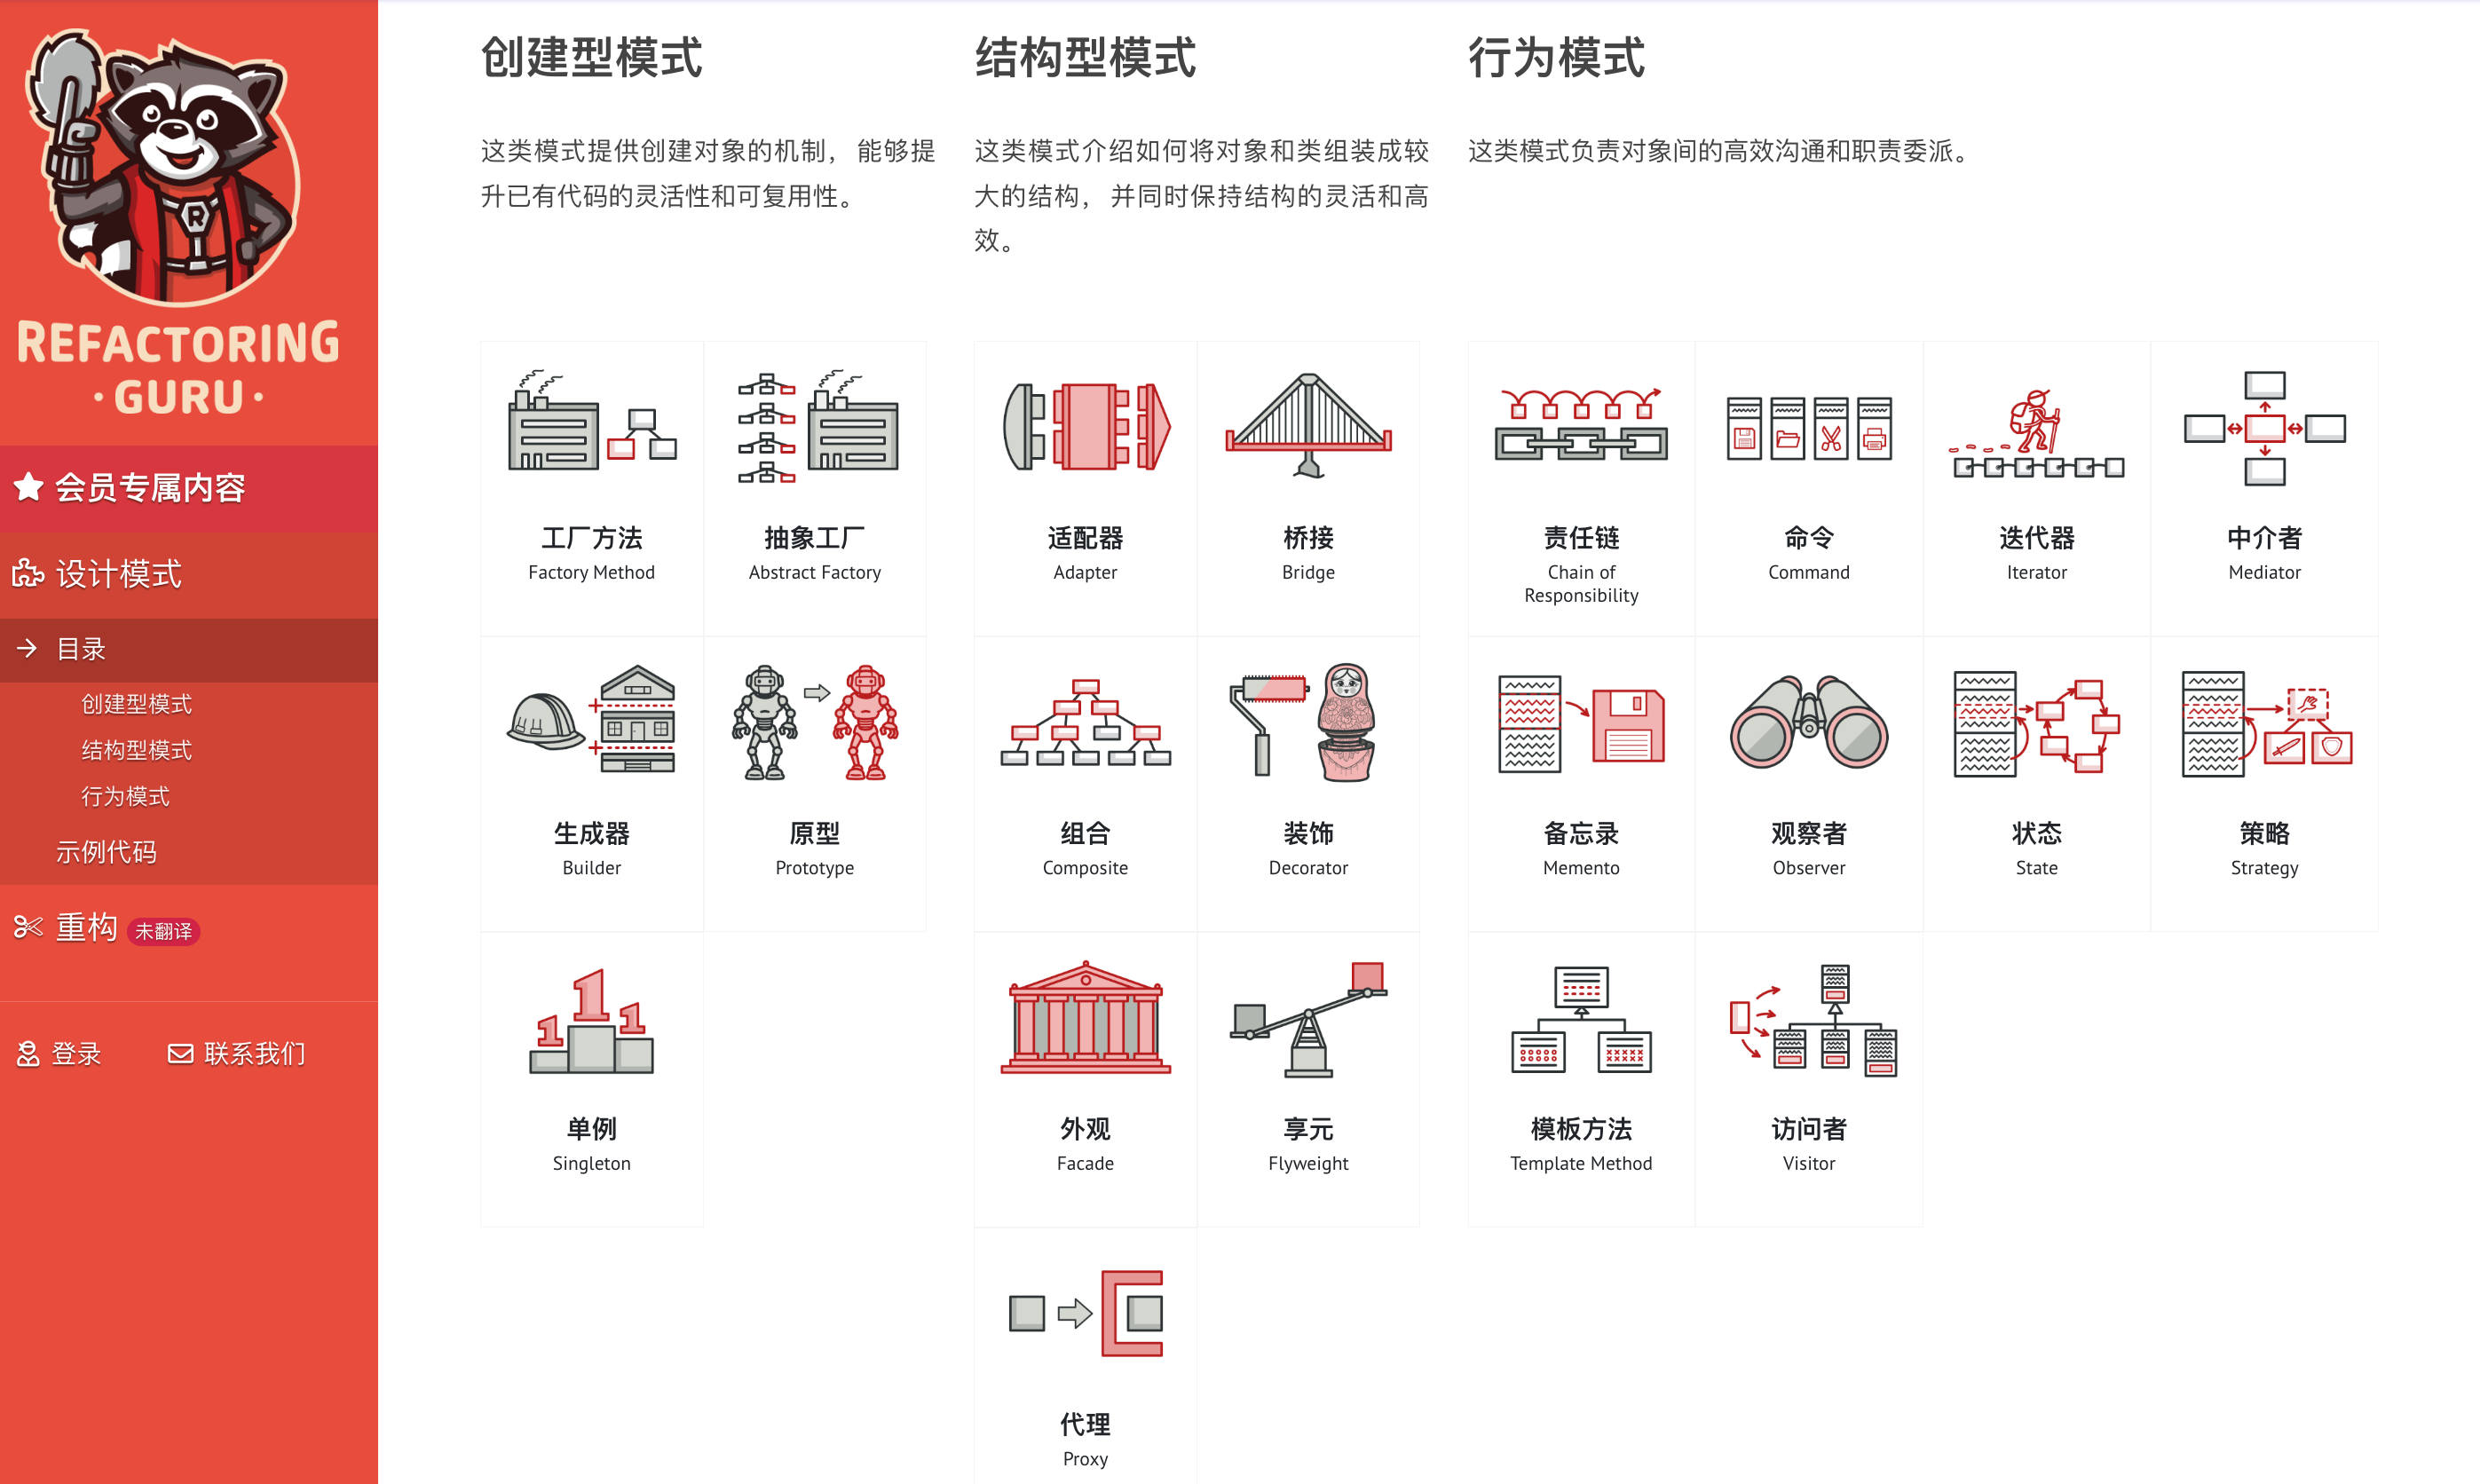 REFACTORING
· GURU ·
会员专属内容
设计模式
目录
创建型模式
结构型模式
行为模式
示例代码
重构 未翻译
登录
联系我们
创建型模式
这类模式提供创建对象的机制， 能够提
升已有代码的灵活性和可复用性。
工厂方法
Factory Method
抽象工厂
Abstract Factory
生成器
Builder
原型
Prototype
单例
Singleton
结构型模式
这类模式介绍如何将对象和类组装成较
大的结构， 并同时保持结构的灵活和高
效。
适配器
Adapter
桥接
Bridge
组合
Composite
装饰
Decorator
外观
Facade
享元
Flyweight
代理
Proxy
行为模式
这类模式负责对象间的高效沟通和职责委派。
责任链
Chain of
Responsibility
命令
Command
迭代器
Iterator
中介者
Mediator
备忘录
Memento
观察者
Observer
状态
State
策略
Strategy
模板方法
Template Method
访问者
Visitor
R
1
1
1